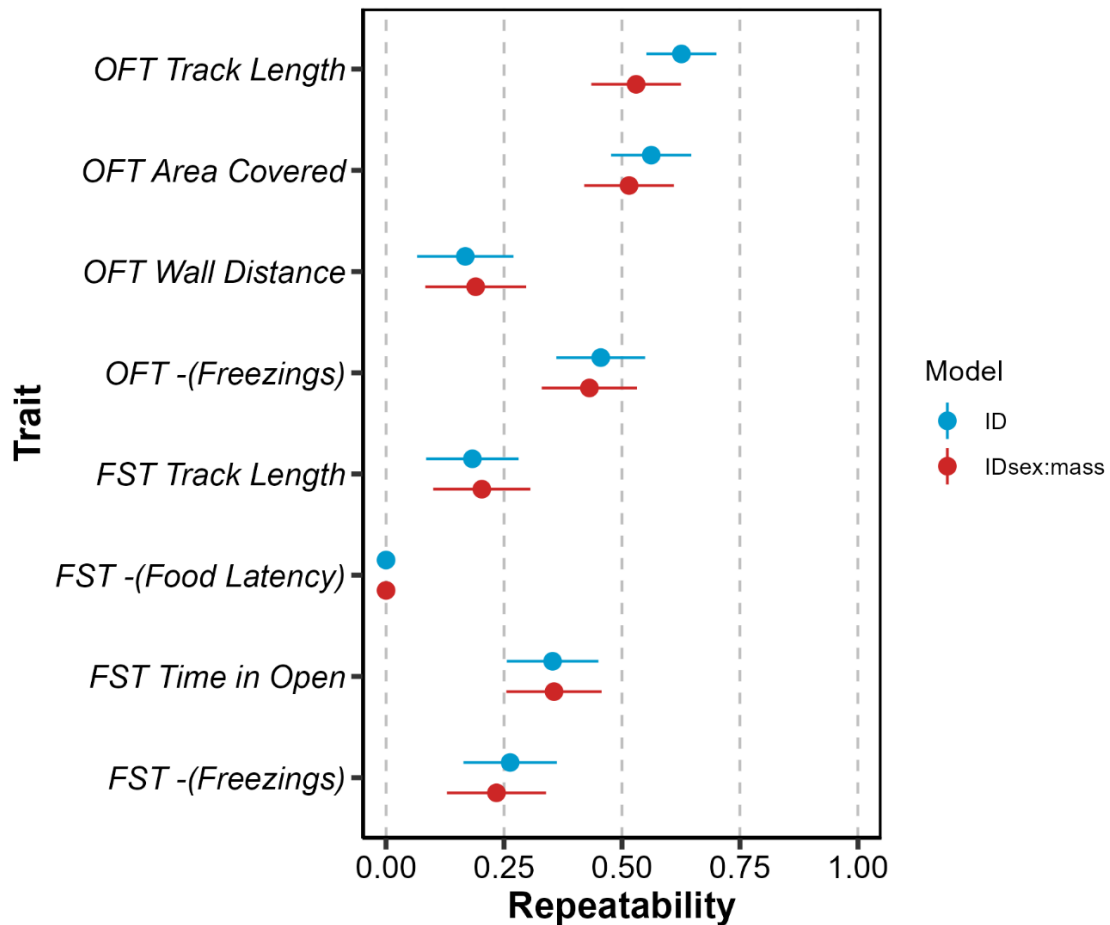 OFT Track Length
OFT Area Covered
OFT Wall Distance
OFT -(Freezings)
FST Track Length
FST -(Food Latency)
FST Time in Open
FST -(Freezings)
Trait
0.00 0.25 0.50 0.75 1.00
Repeatability
Model
ID
IDsex:mass